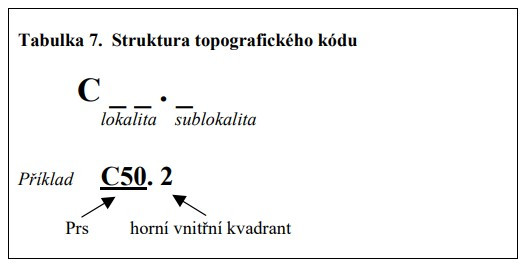 Tabulka 7. Struktura topografického kódu
C _ _ . _
lokalita sublokalita
Příklad C50. 2
Prs horní vnitřní kvadrant